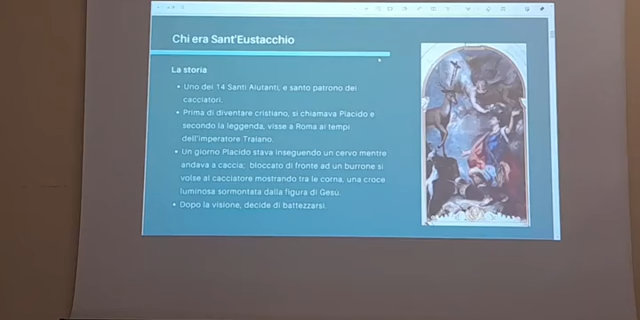 Chi era Sant'Eustacchio
La storia
Uno dei 14 Santi Aiutanti, e santo patrono dei
cacciatori.
Prima di diventare cristiano, si chiamava Placido e
secondo la leggenda, visse a Roma ai tempi
dell'imperatore Traiano.
Un giorno Placido stava inseguendo un cervo mentre
andava a caccia; bloccato di fronte ad un burrone si
volse al cacciatore mostrando tra le corna, una croce
luminosa sormontata dalla figura di Gesù.
Dopo la visione, decide di battezzarsi.